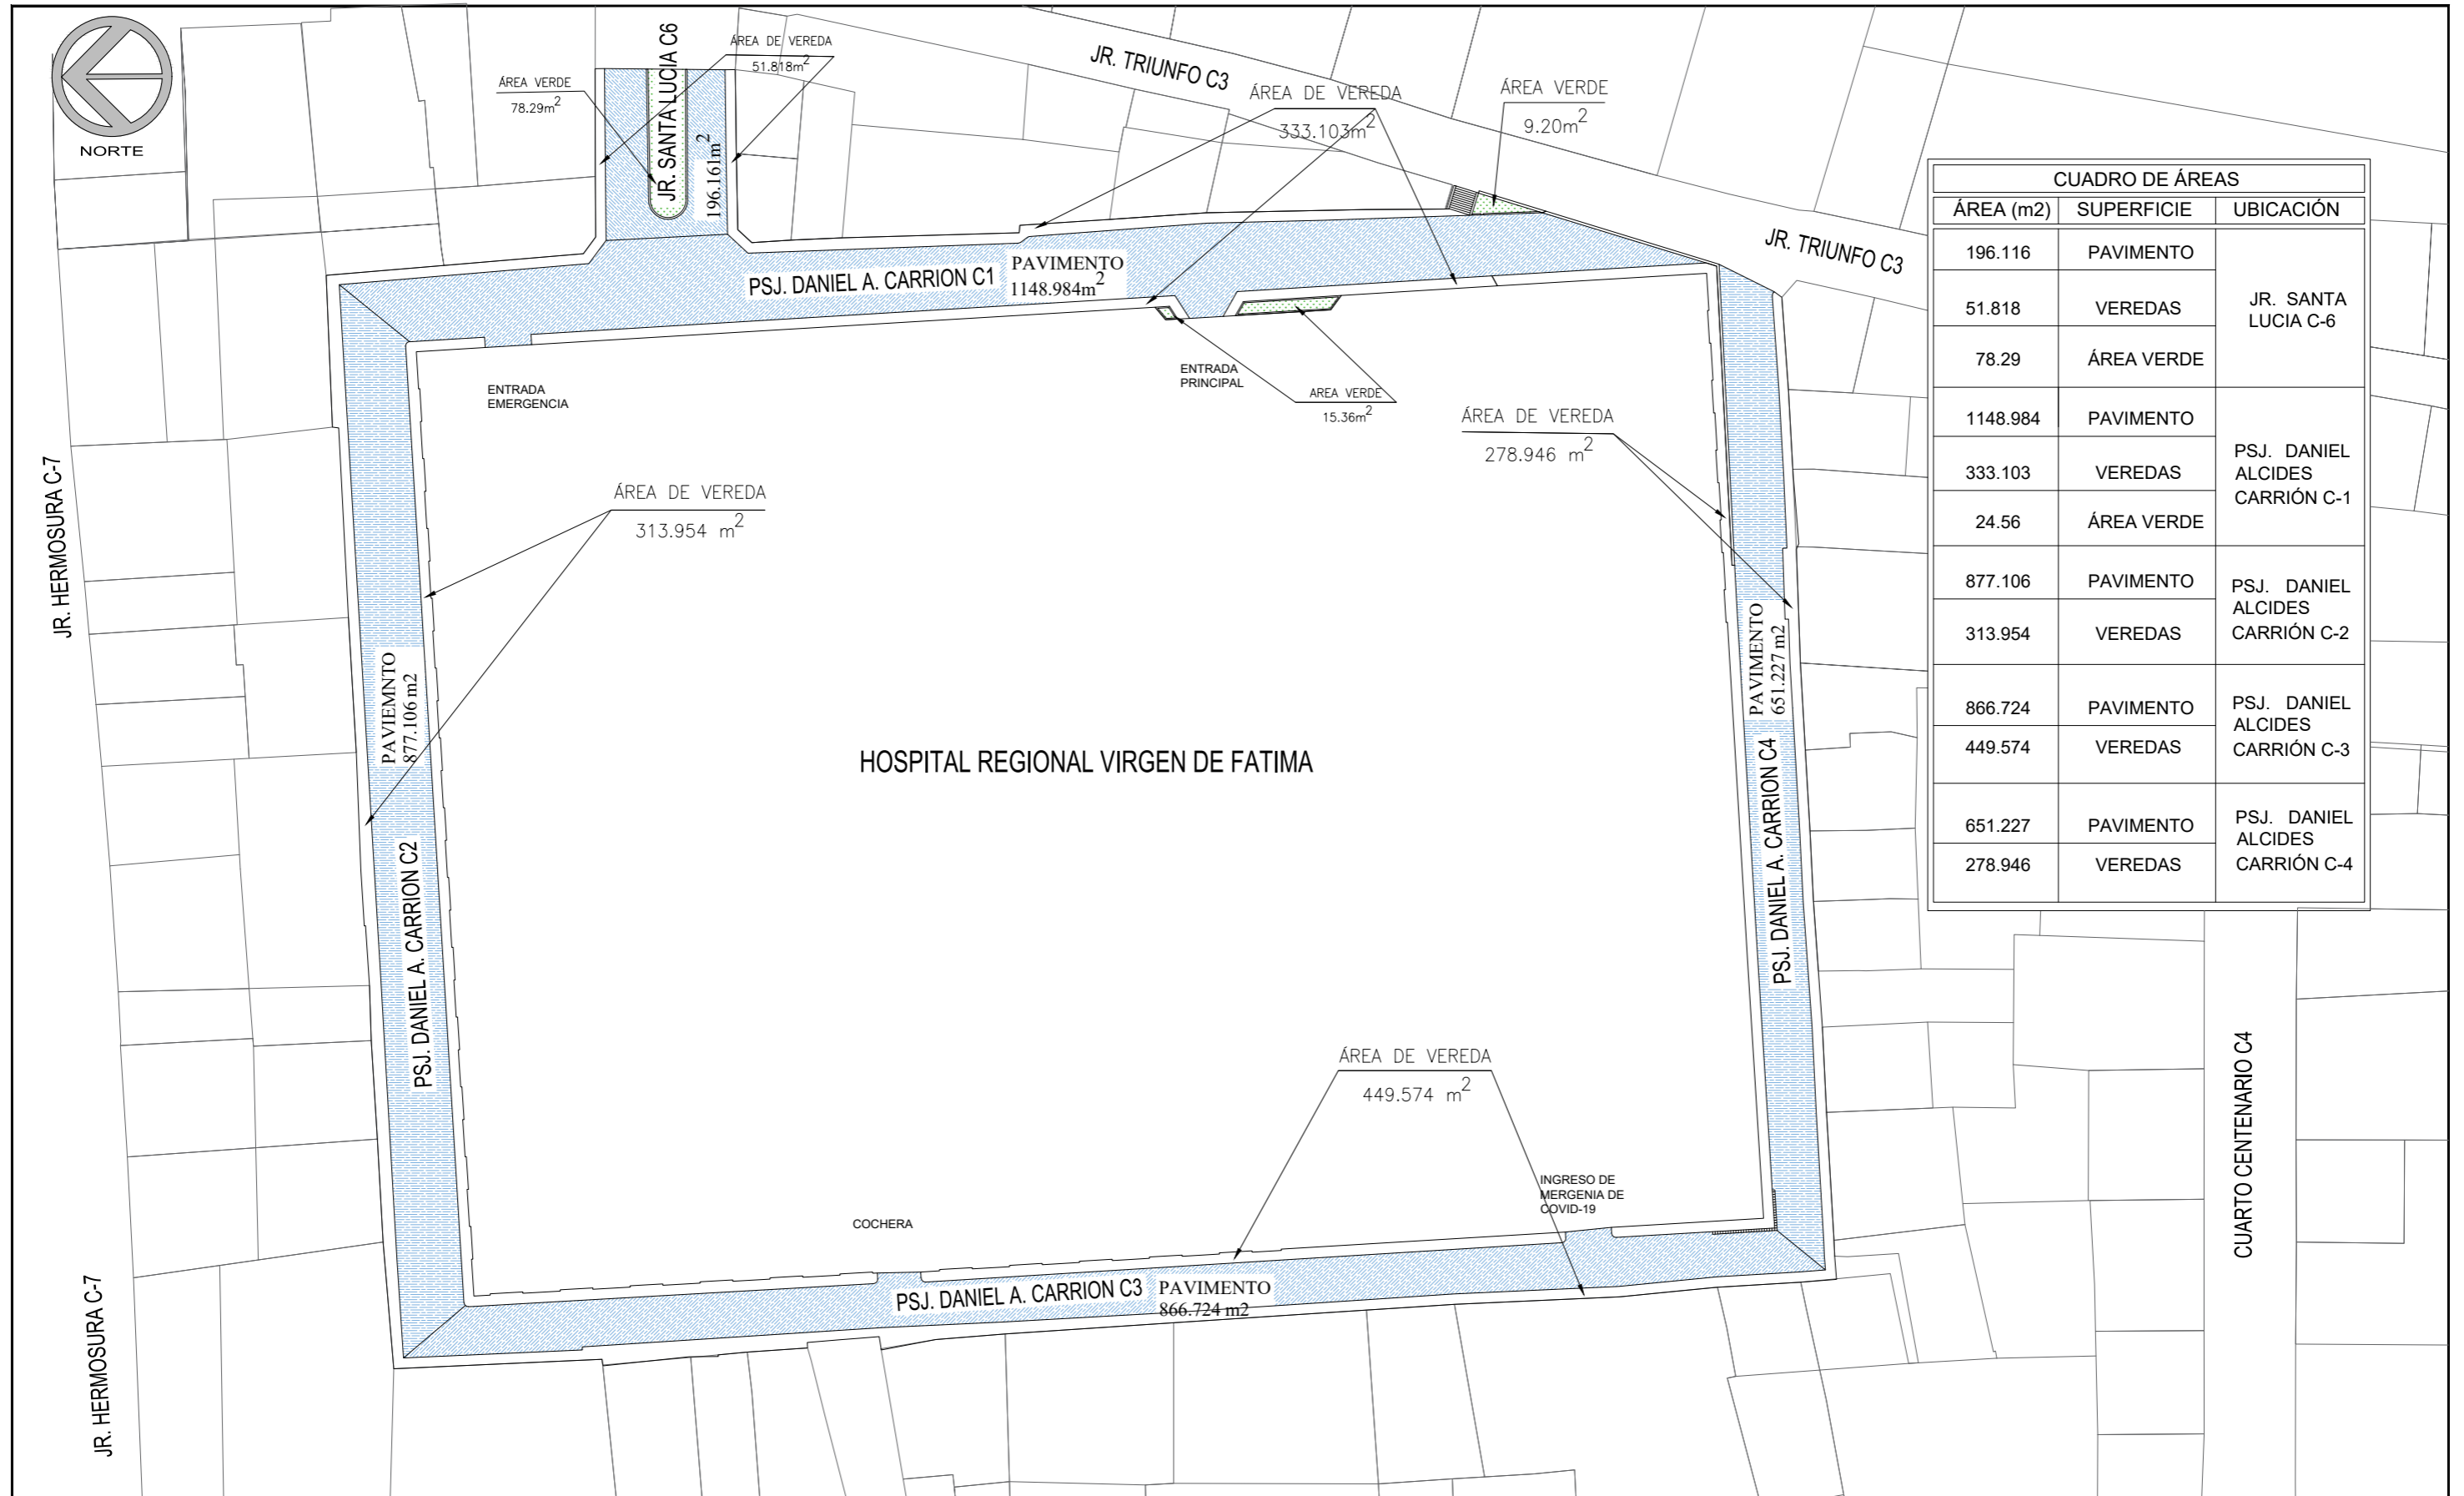 NORTE
JR. SANTA LUCIA C6
196.161m2
ÁREA DE VEREDA
51.818m2
ÁREA VERDE
78.29m2
JR. TRIUNFO C3
ÁREA DE VEREDA
333.103m2
ÁREA VERDE
9.20m2
JR. TRIUNFO C3
PSJ. DANIEL A. CARRION C1
PAVIMENTO
1148.984m2
ENTRADA
EMERGENCIA
ENTRADA
PRINCIPAL
AREA VERDE
15.36m2
ÁREA DE VEREDA
278.946 m2
ÁREA DE VEREDA
313.954 m2
JR. HERMOSURA C-7
PAVIEMNTO
877.106 m2
PSJ. DANIEL A. CARRION C2
HOSPITAL REGIONAL VIRGEN DE FATIMA
PAVIMENTO
651.227 m2
PSJ. DANIEL A. CARRION C4
ÁREA DE VEREDA
449.574 m2
INGRESO DE
MERGENIA DE
COVID-19
COCHERA
PSJ. DANIEL A. CARRION C3
PAVIMENTO
866.724 m2
JR. HERMOSURA C-7
CUARTO CENTENARIO C4
CUADRO DE ÁREAS
ÁREA (m2) SUPERFICIE UBICACIÓN
196.116 PAVIMENTO
51.818 VEREDAS
78.29 ÁREA VERDE
JR. SANTA
LUCIA C-6
1148.984 PAVIMENTO
333.103 VEREDAS
24.56 ÁREA VERDE
PSJ. DANIEL
ALCIDES
CARRIÓN C-1
877.106 PAVIMENTO
313.954 VEREDAS
PSJ. DANIEL
ALCIDES
CARRIÓN C-2
866.724 PAVIMENTO
449.574 VEREDAS
PSJ. DANIEL
ALCIDES
CARRIÓN C-3
651.227 PAVIMENTO
278.946 VEREDAS
PSJ. DANIEL
ALCIDES
CARRIÓN C-4